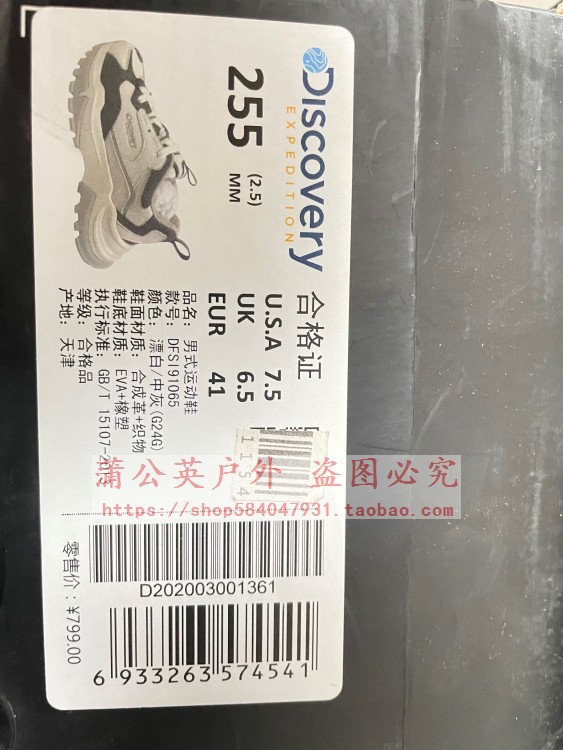 Discovery
EXPEDITION
合格证
255 (2.5) MM
U.S.A 7.5
UK 6.5
EUR 41
品名: 男式运动鞋
款号: DFSI91065
颜色: 漂白/中灰(G24G)
鞋面材质: 合成革+织物
鞋底材质: EVA+橡塑
执行标准: GB/T 15107-2013
等级: 合格品
产地: 天津
1154
蒲公英户外 盗图必究
https://shop584047931.taobao.com
D202003001361
零售价: ¥799.00
6 933263 574541